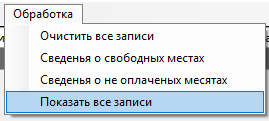 Обработка
Очистить все записи
Сведенья о свободных местах
Сведенья о не оплаченых месятах
Показать все записи